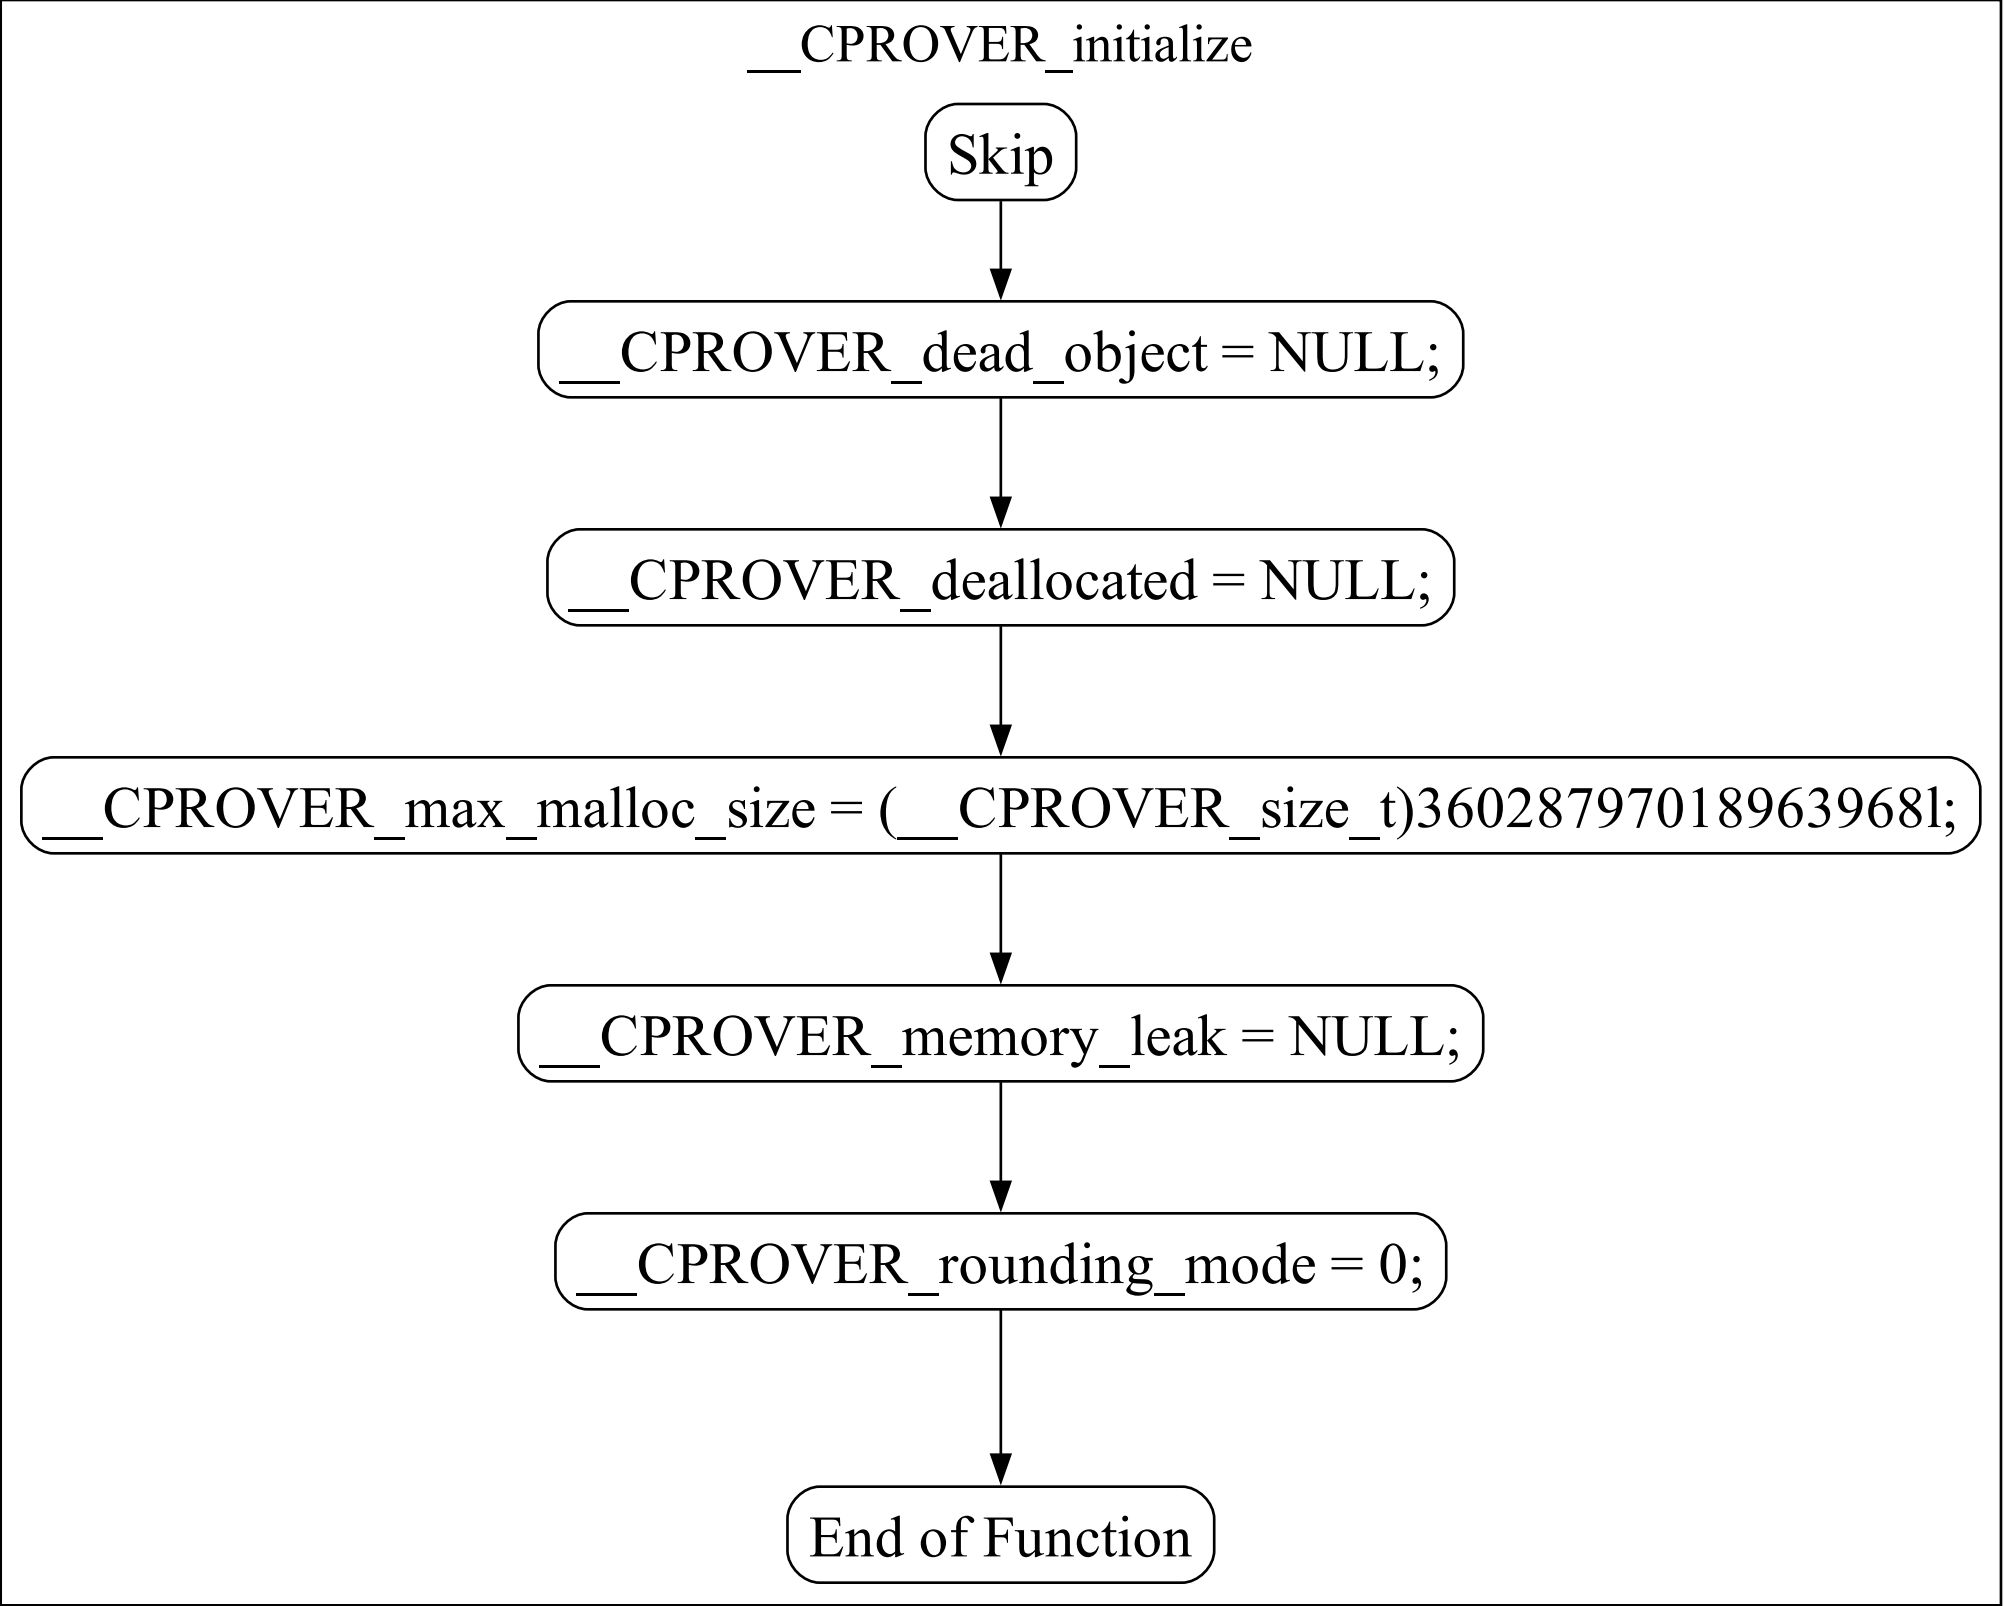 __CPROVER_initialize
Skip
__CPROVER_dead_object = NULL;
__CPROVER_deallocated = NULL;
__CPROVER_max_malloc_size = (__CPROVER_size_t)36028797018963968l;
__CPROVER_memory_leak = NULL;
__CPROVER_rounding_mode = 0;
End of Function